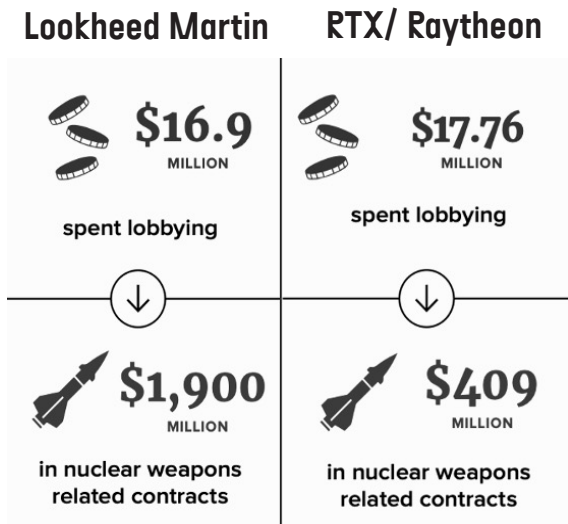 Lookheed Martin
$16.9
MILLION
spent lobbying
$1,900
MILLION
in nuclear weapons
related contracts
RTX/ Raytheon
$17.76
MILLION
spent lobbying
$409
MILLION
in nuclear weapons
related contracts